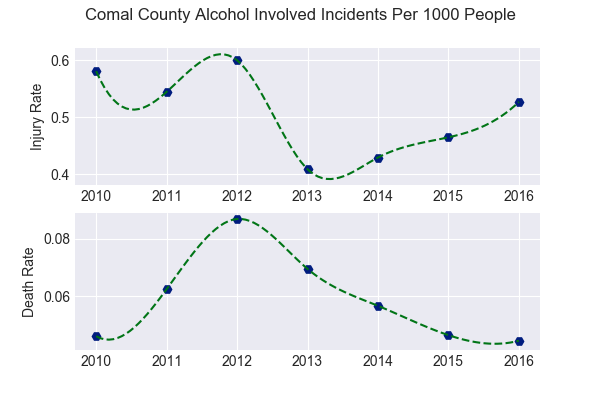 Comal County Alcohol Involved Incidents Per 1000 People
Injury Rate
0.6
0.5
0.4
2010 2011 2012 2013 2014 2015 2016
Death Rate
0.08
0.06
2010 2011 2012 2013 2014 2015 2016